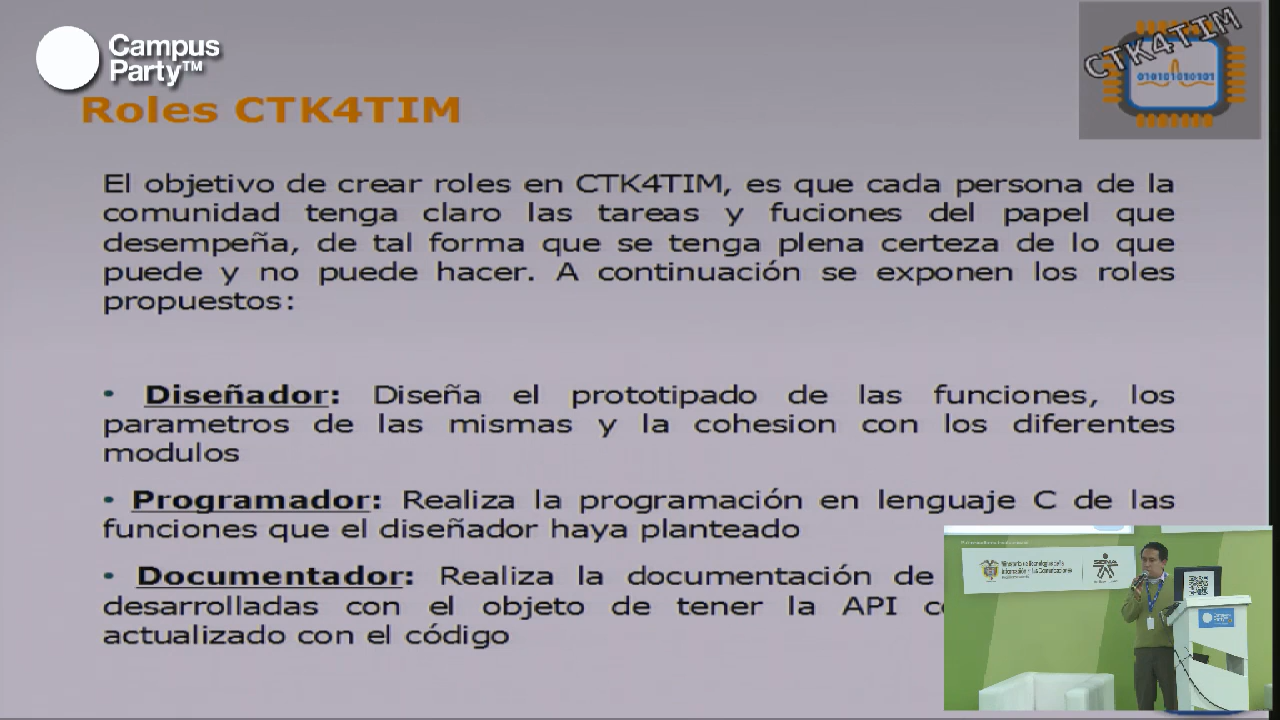 Campus
Party™
CTK4TIM
010101010101
Roles CTK4TIM
El objetivo de crear roles en CTK4TIM, es que cada persona de la
comunidad tenga claro las tareas y fuciones del papel que
desempeña, de tal forma que se tenga plena certeza de lo que
puede y no puede hacer. A continuación se exponen los roles
propuestos:
• Diseñador: Diseña el prototipado de las funciones, los
parametros de las mismas y la cohesion con los diferentes
modulos
• Programador: Realiza la programación en lenguaje C de las
funciones que el diseñador haya planteado
• Documentador: Realiza la documentación de
desarrolladas con el objeto de tener la API
actualizado con el código
SENA